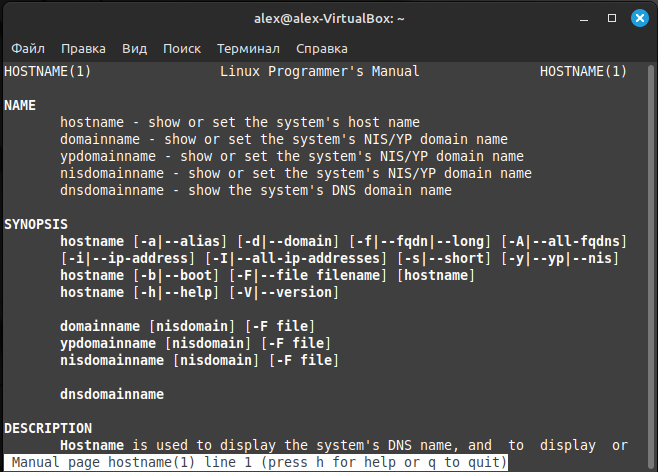 alex@alex-VirtualBox: ~
Файл Правка Вид Поиск Терминал Справка
HOSTNAME(1) Linux Programmer's Manual HOSTNAME(1)
NAME
hostname - show or set the system's host name
domainname - show or set the system's NIS/YP domain name
ypdomainname - show or set the system's NIS/YP domain name
nisdomainname - show or set the system's NIS/YP domain name
dnsdomainname - show the system's DNS domain name
SYNOPSIS
hostname [-a|--alias] [-d|--domain] [-f|--fqdn|--long] [-A|--all-fqdns]
[-i|--ip-address] [-I|--all-ip-addresses] [-s|--short] [-y|--yp|--nis]
hostname [-b|--boot] [-F|--file filename] [hostname]
hostname [-h|--help] [-V|--version]
domainname [nisdomain] [-F file]
ypdomainname [nisdomain] [-F file]
nisdomainname [nisdomain] [-F file]
dnsdomainname
DESCRIPTION
Hostname is used to display the system's DNS name, and to display or
Manual page hostname(1) line 1 (press h for help or q to quit)